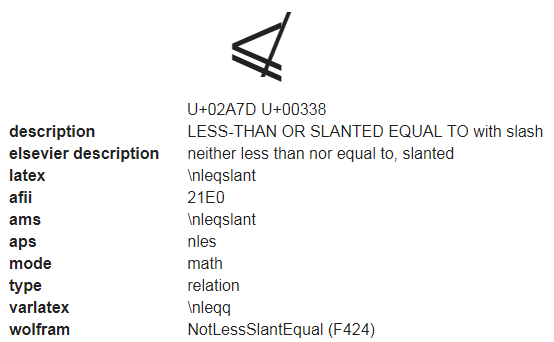 ⩽̸
U+02A7D U+00338
description LESS-THAN OR SLANTED EQUAL TO with slash
elsevier description neither less than nor equal to, slanted
latex \nleqslant
afii 21E0
ams \nleqslant
aps nles
mode math
type relation
varlatex \nleqq
wolfram NotLessSlantEqual (F424)